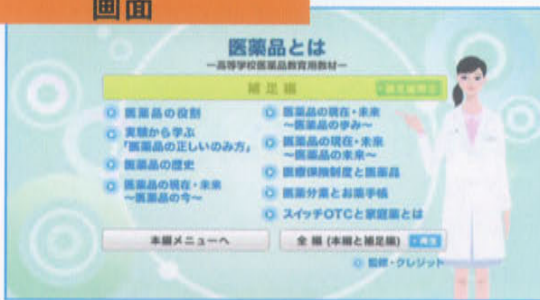 画面
医薬品とは
ー高等学校医薬品教育用教材ー
補足編
医薬品の役割
実験から学ぶ
「医薬品の正しいのみ方」
医薬品の歴史
医薬品の現在・未来
～医薬品の今～
医薬品の現在・未来
～医薬品の歩み～
医薬品の現在・未来
～医薬品の未来～
医療保険制度と医薬品
医薬分業とお薬手帳
スイッチOTCと家庭薬とは
本編メニューへ
全編（本編と補足編）
再生
監修・クレジット